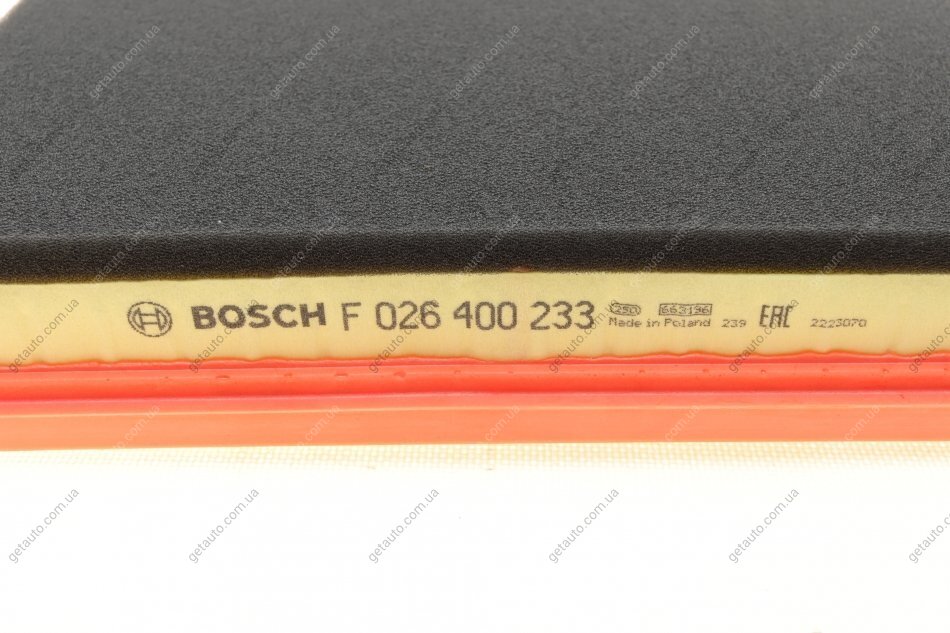 BOSCH F 026 400 233
Made in Poland 239 EAC 2223070
getauto.com.ua